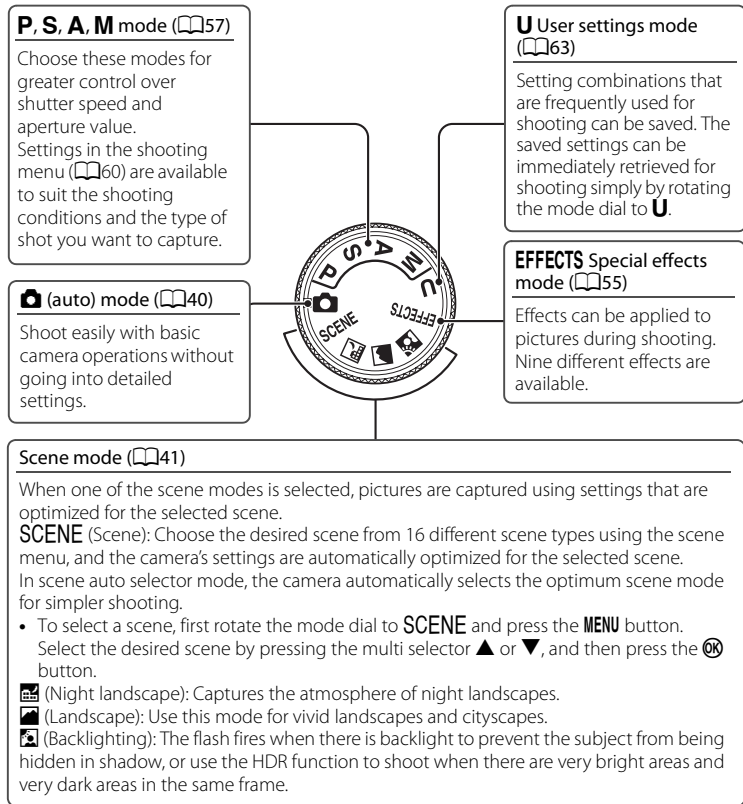 P, S, A, M mode (57)
Choose these modes for
greater control over
shutter speed and
aperture value.
Settings in the shooting
menu (60) are available
to suit the shooting
conditions and the type of
shot you want to capture.
U User settings mode
(63)
Setting combinations that
are frequently used for
shooting can be saved. The
saved settings can be
immediately retrieved for
shooting simply by rotating
the mode dial to U.
(auto) mode (40)
Shoot easily with basic
camera operations without
going into detailed
settings.
P S A M U
SCENE
EFFECTS
EFFECTS Special effects
mode (55)
Effects can be applied to
pictures during shooting.
Nine different effects are
available.
Scene mode (41)
When one of the scene modes is selected, pictures are captured using settings that are
optimized for the selected scene.
SCENE (Scene): Choose the desired scene from 16 different scene types using the scene
menu, and the camera's settings are automatically optimized for the selected scene.
In scene auto selector mode, the camera automatically selects the optimum scene mode
for simpler shooting.
• To select a scene, first rotate the mode dial to SCENE and press the MENU button.
Select the desired scene by pressing the multi selector ▲ or ▼, and then press the OK
button.
(Night landscape): Captures the atmosphere of night landscapes.
(Landscape): Use this mode for vivid landscapes and cityscapes.
(Backlighting): The flash fires when there is backlight to prevent the subject from being
hidden in shadow, or use the HDR function to shoot when there are very bright areas and
very dark areas in the same frame.